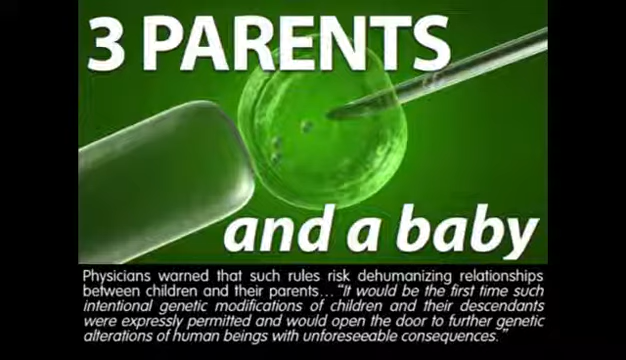 3 PARENTS
and a baby
Physicians warned that such rules risk dehumanizing relationships
between children and their parents…"It would be the first time such
intentional genetic modifications of children and their descendants
were expressly permitted and would open the door to further genetic
alterations of human beings with unforeseeable consequences."